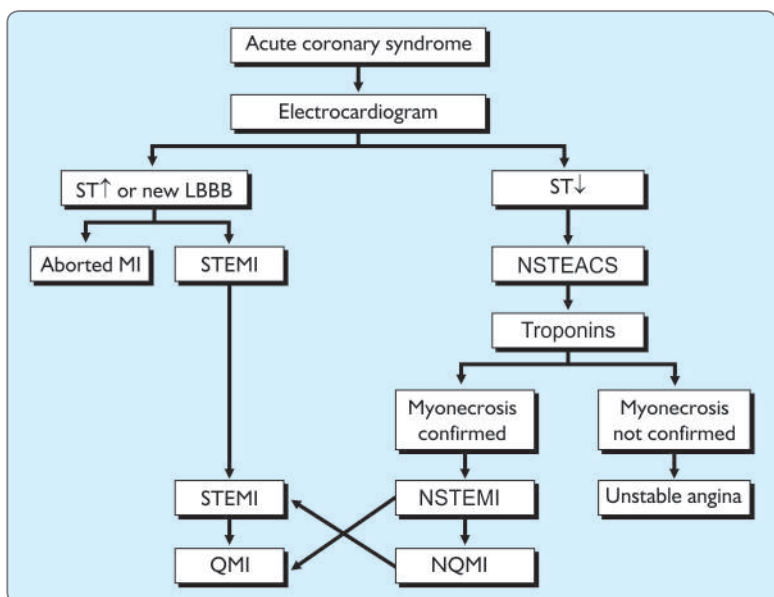 Acute coronary syndrome
Electrocardiogram
ST↑ or new LBBB
ST↓
Aborted MI
STEMI
NSTEACS
Troponins
Myonecrosis
confirmed
Myonecrosis
not confirmed
STEMI
NSTEMI
Unstable angina
QMI
NQMI